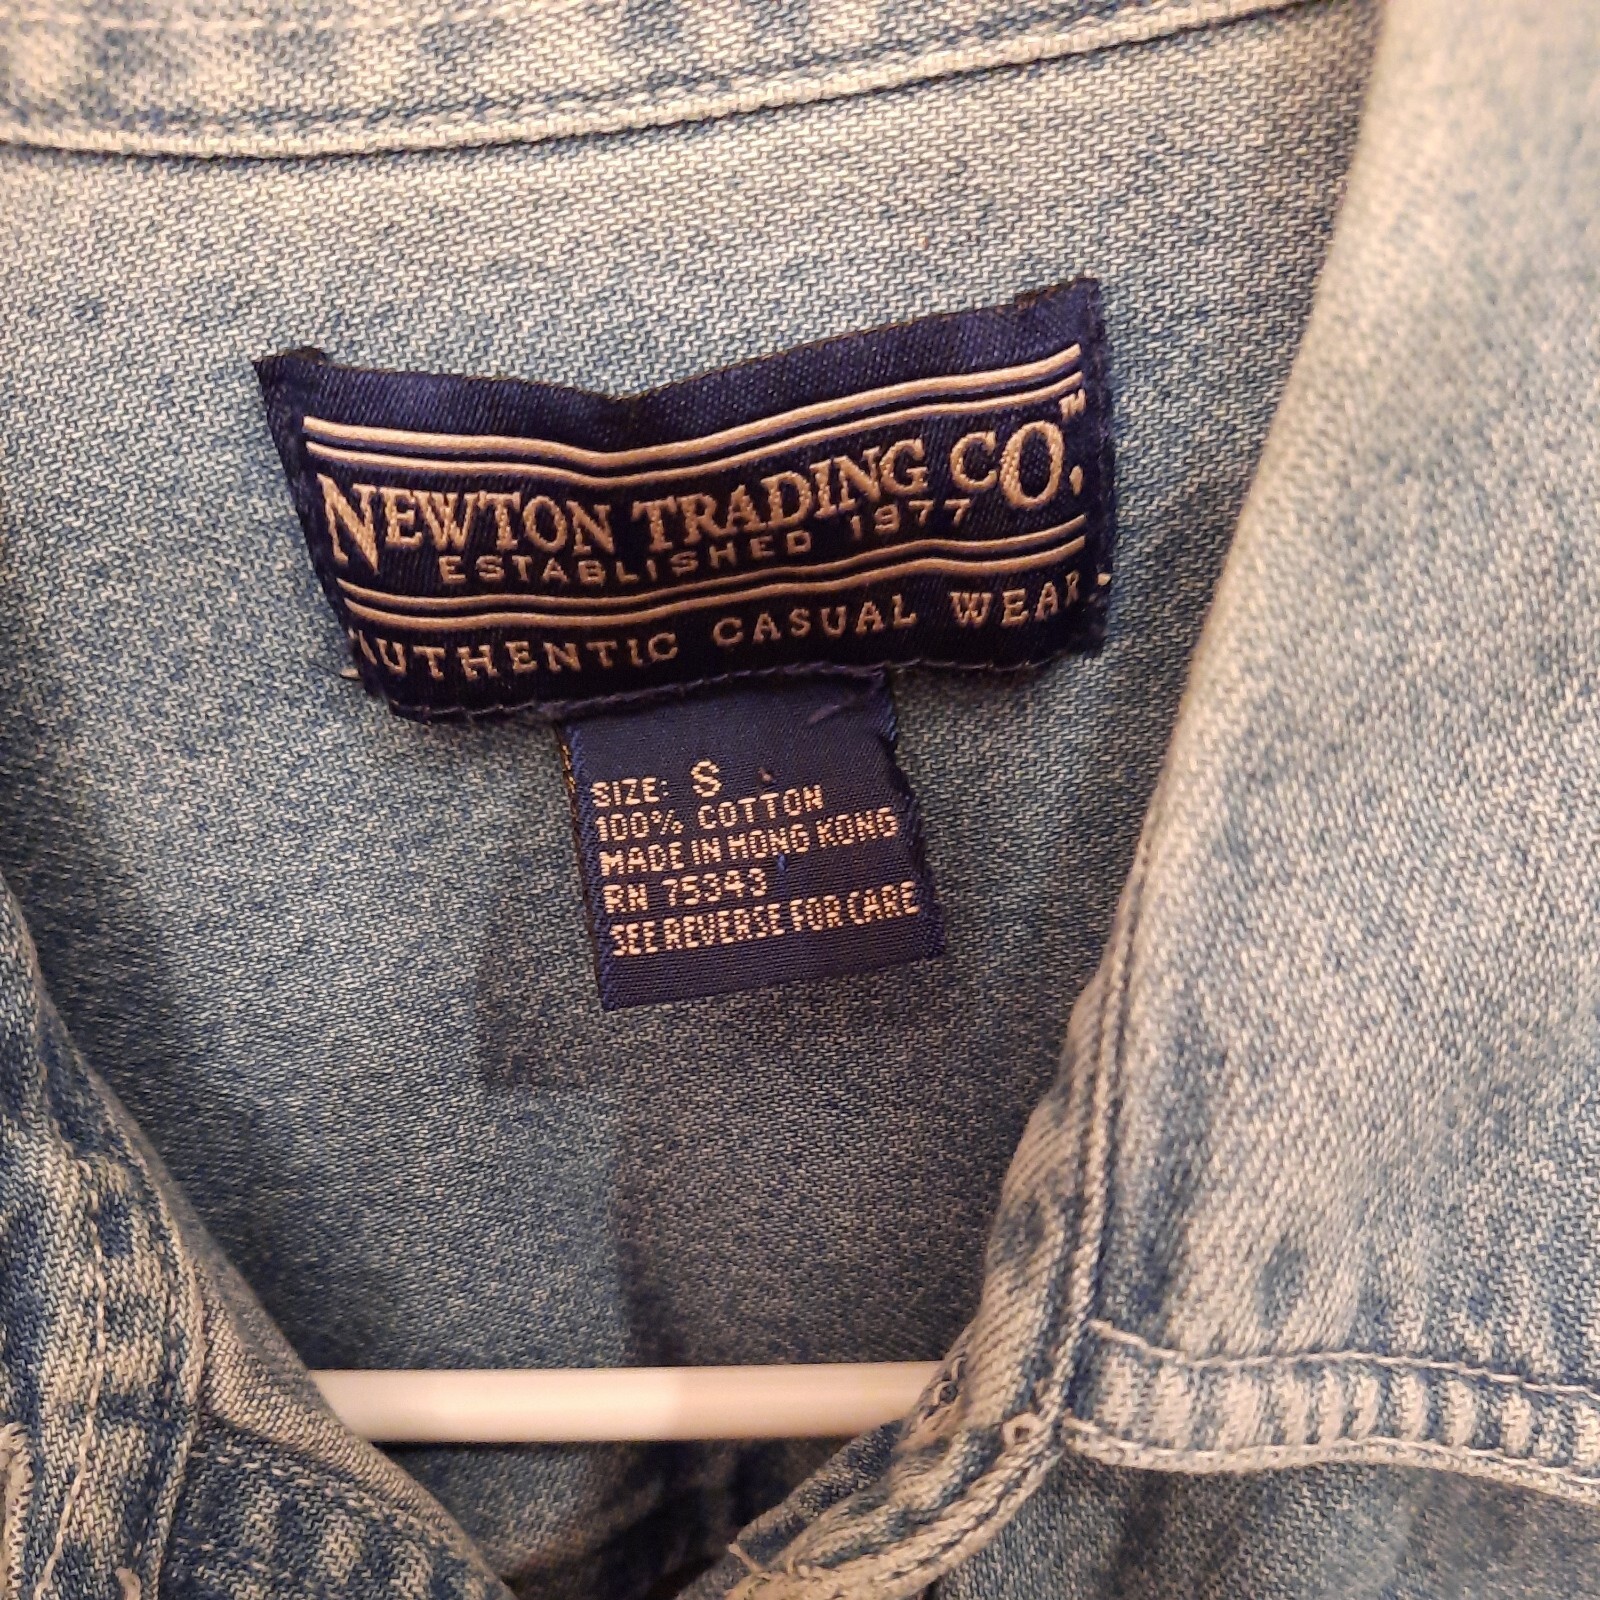 NEWTON TRADING CO.™
ESTABLISHED 1977
AUTHENTIC CASUAL WEAR
SIZE: S
100% COTTON
MADE IN HONG KONG
RN 75343
SEE REVERSE FOR CARE